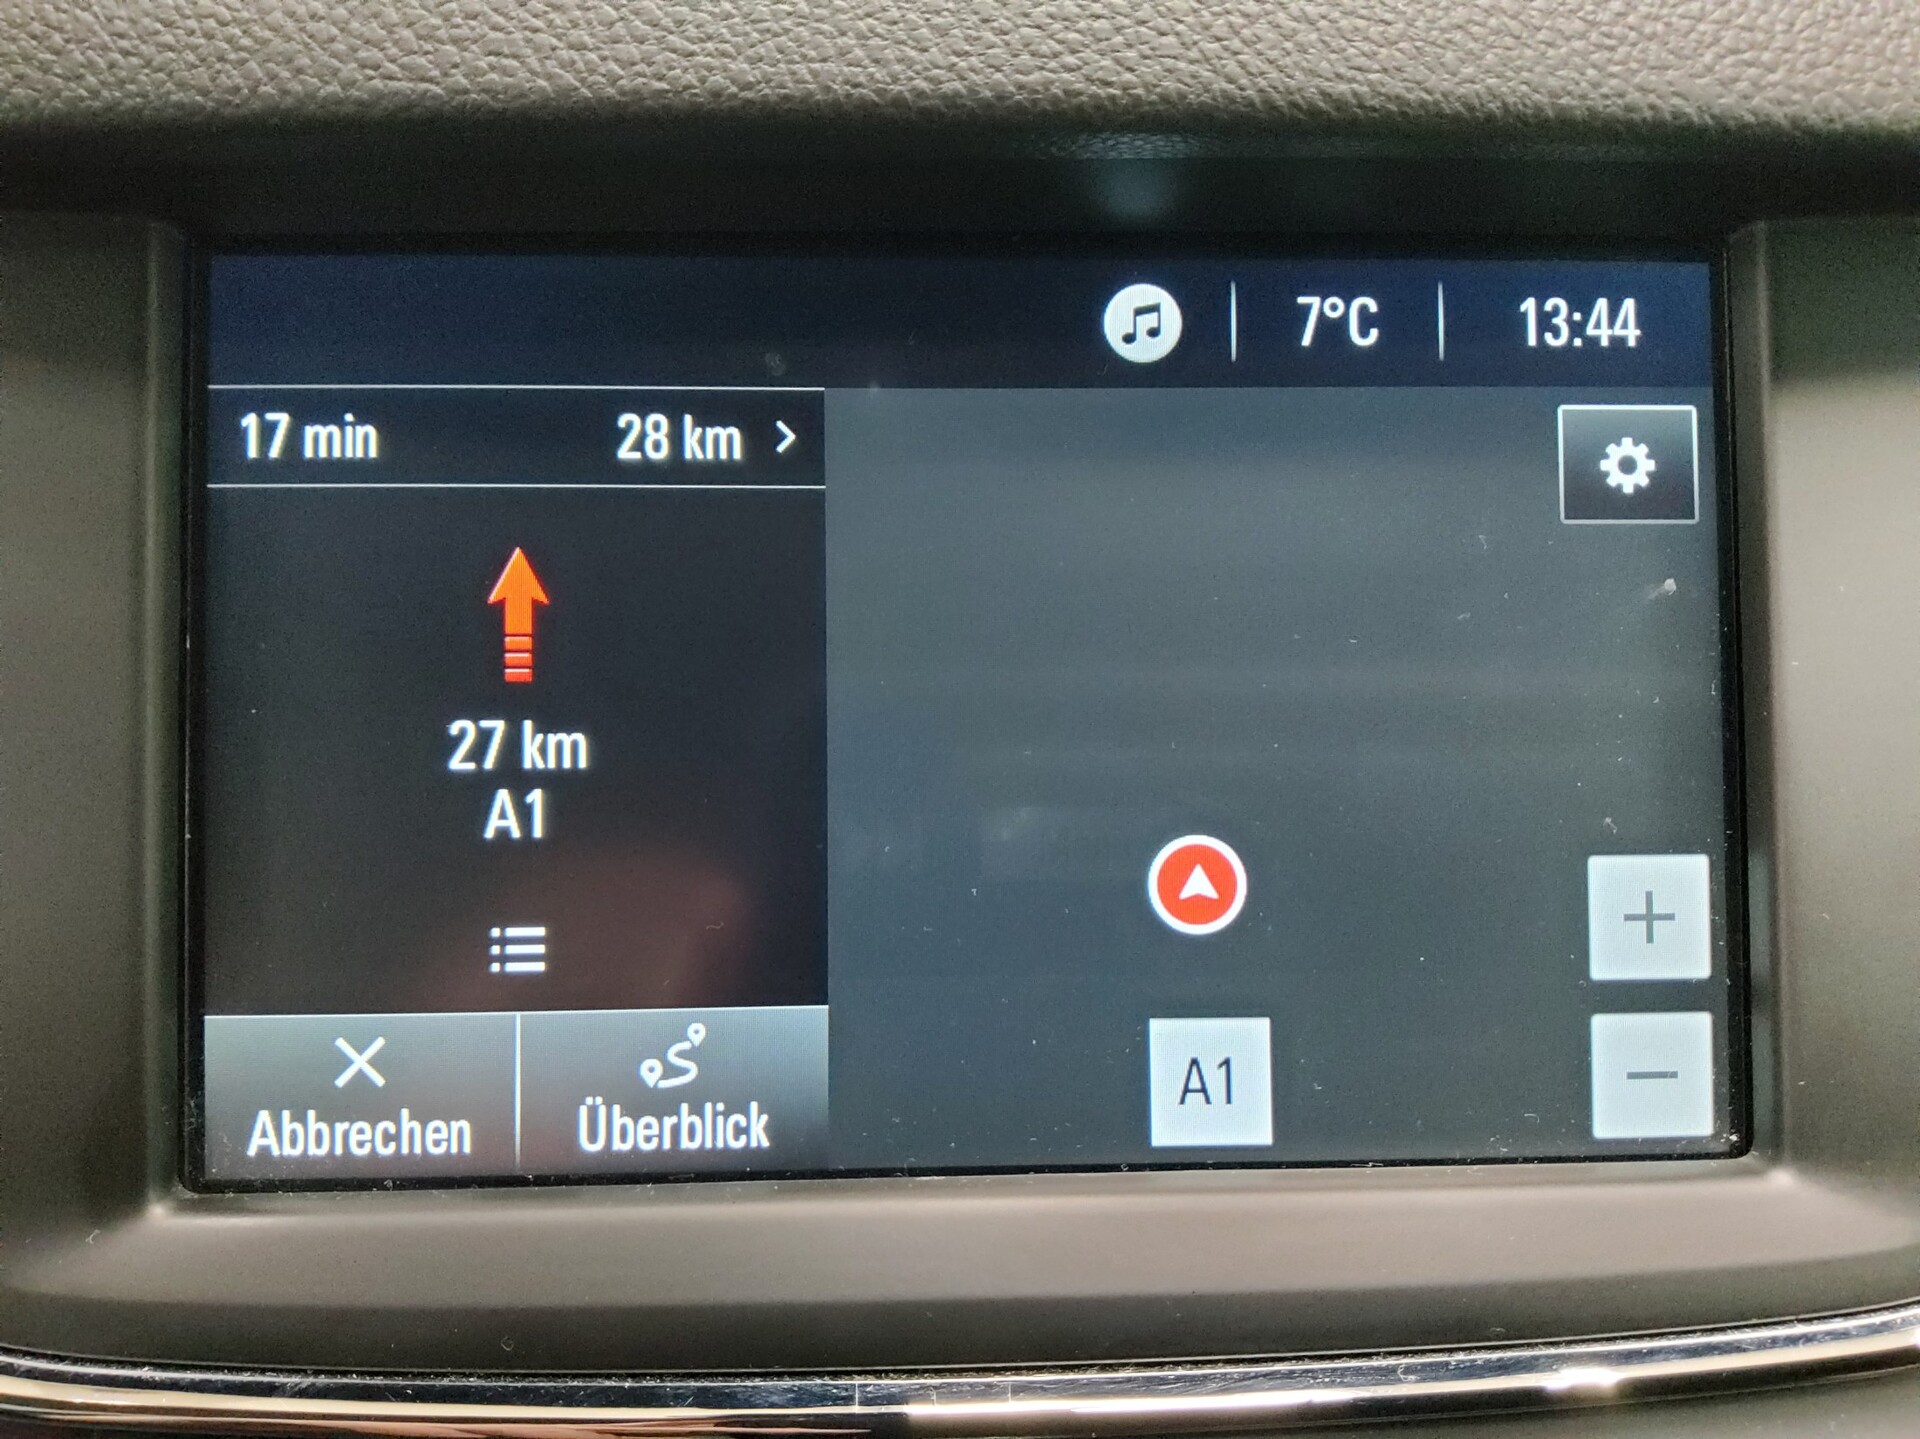 7°C
13:44
17 min
28 km
27 km
A1
Abbrechen
Überblick
A1